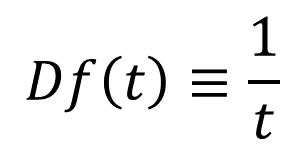 Df(t) ≡ 1/t